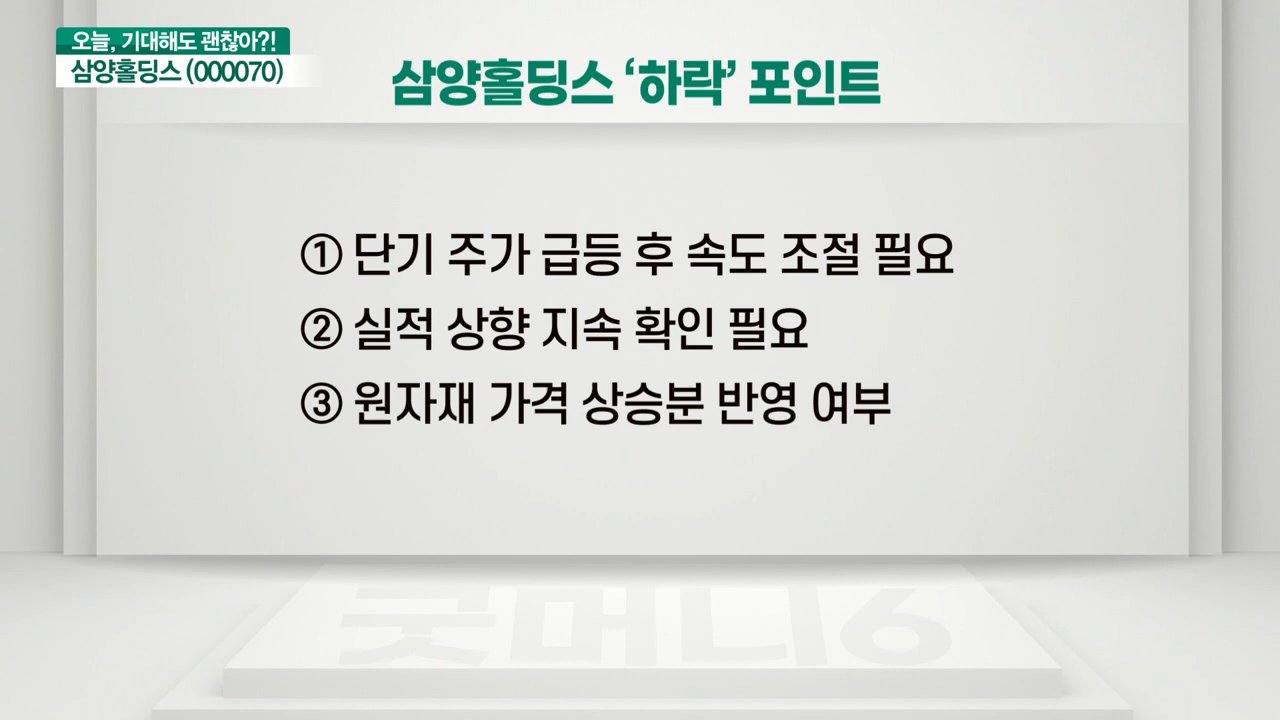 오늘, 기대해도 괜찮아?!
삼양홀딩스 (000070)
삼양홀딩스 ‘하락’ 포인트
① 단기 주가 급등 후 속도 조절 필요
② 실적 상향 지속 확인 필요
③ 원자재 가격 상승분 반영 여부
굿머니6